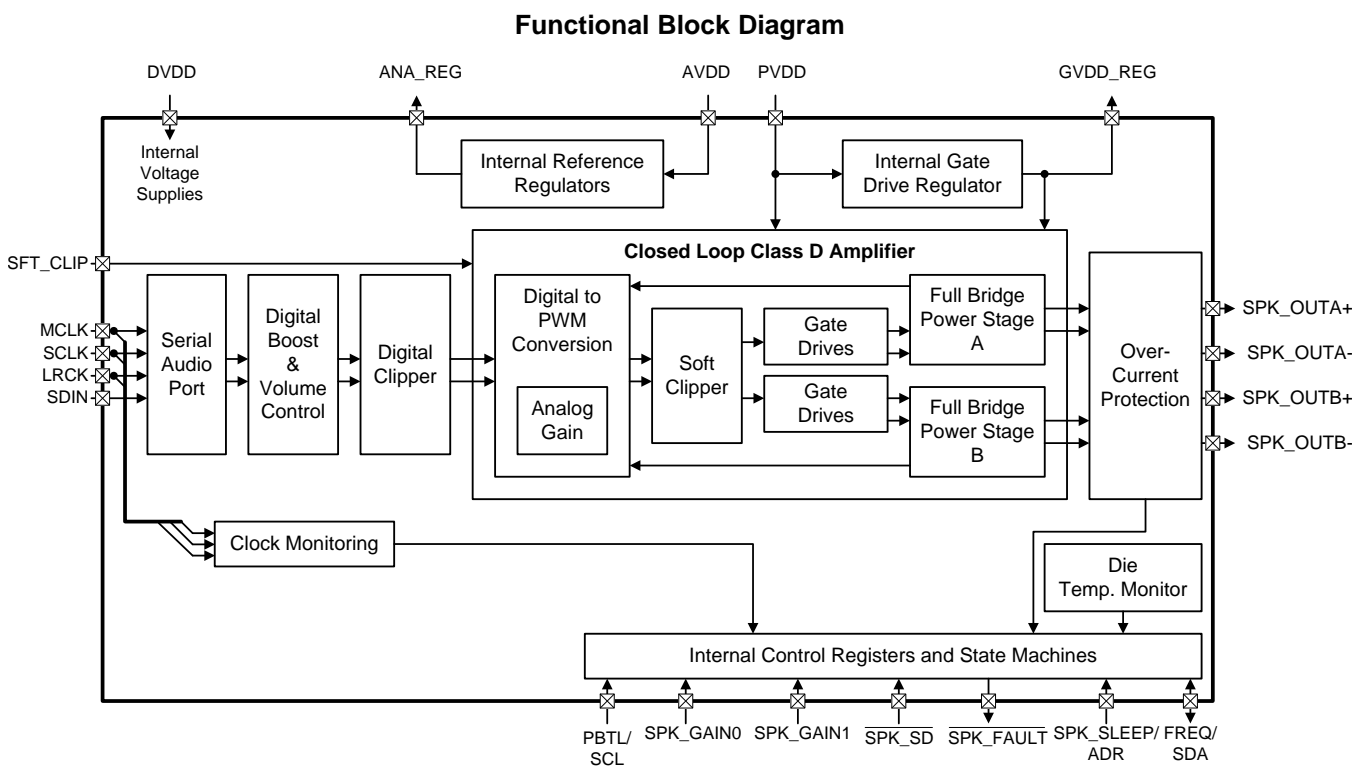 Functional Block Diagram
DVDD
ANA_REG
AVDD
PVDD
GVDD_REG
Internal
Voltage
Supplies
Internal Reference
Regulators
Internal Gate
Drive Regulator
SFT_CLIP
MCLK
SCLK
LRCK
SDIN
Serial
Audio
Port
Digital
Boost
&
Volume
Control
Digital
Clipper
Closed Loop Class D Amplifier
Digital to
PWM
Conversion
Analog
Gain
Soft
Clipper
Gate
Drives
Gate
Drives
Full Bridge
Power Stage
A
Full Bridge
Power Stage
B
Over-
Current
Protection
SPK_OUTA+
SPK_OUTA-
SPK_OUTB+
SPK_OUTB-
Clock Monitoring
Die
Temp. Monitor
Internal Control Registers and State Machines
PBTL/
SCL
SPK_GAIN0
SPK_GAIN1
SPK_SD
SPK_FAULT
SPK_SLEEP/
ADR
FREQ/
SDA